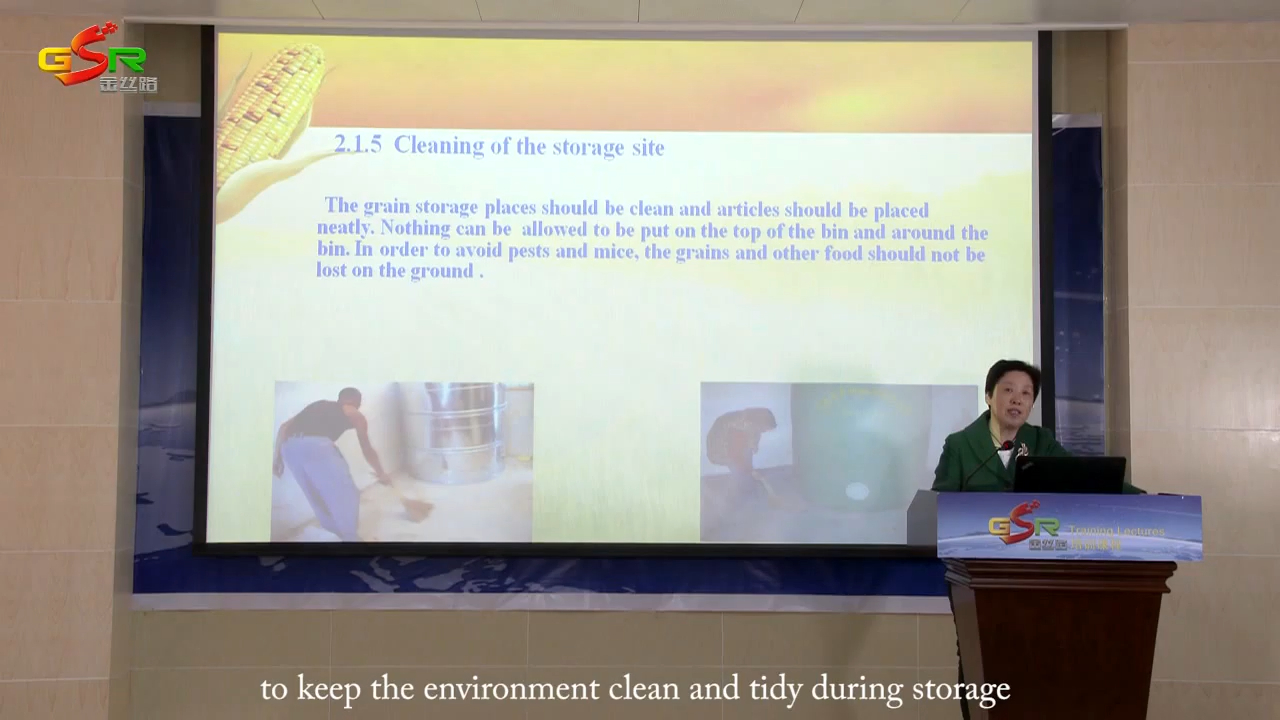 GSR
金丝路
2.1.5 Cleaning of the storage site
The grain storage places should be clean and articles should be placed
neatly. Nothing can be allowed to be put on the top of the bin and around the
bin. In order to avoid pests and mice, the grains and other food should not be
lost on the ground .
GSR
Training Lectures
金丝路
to keep the environment clean and tidy during storage